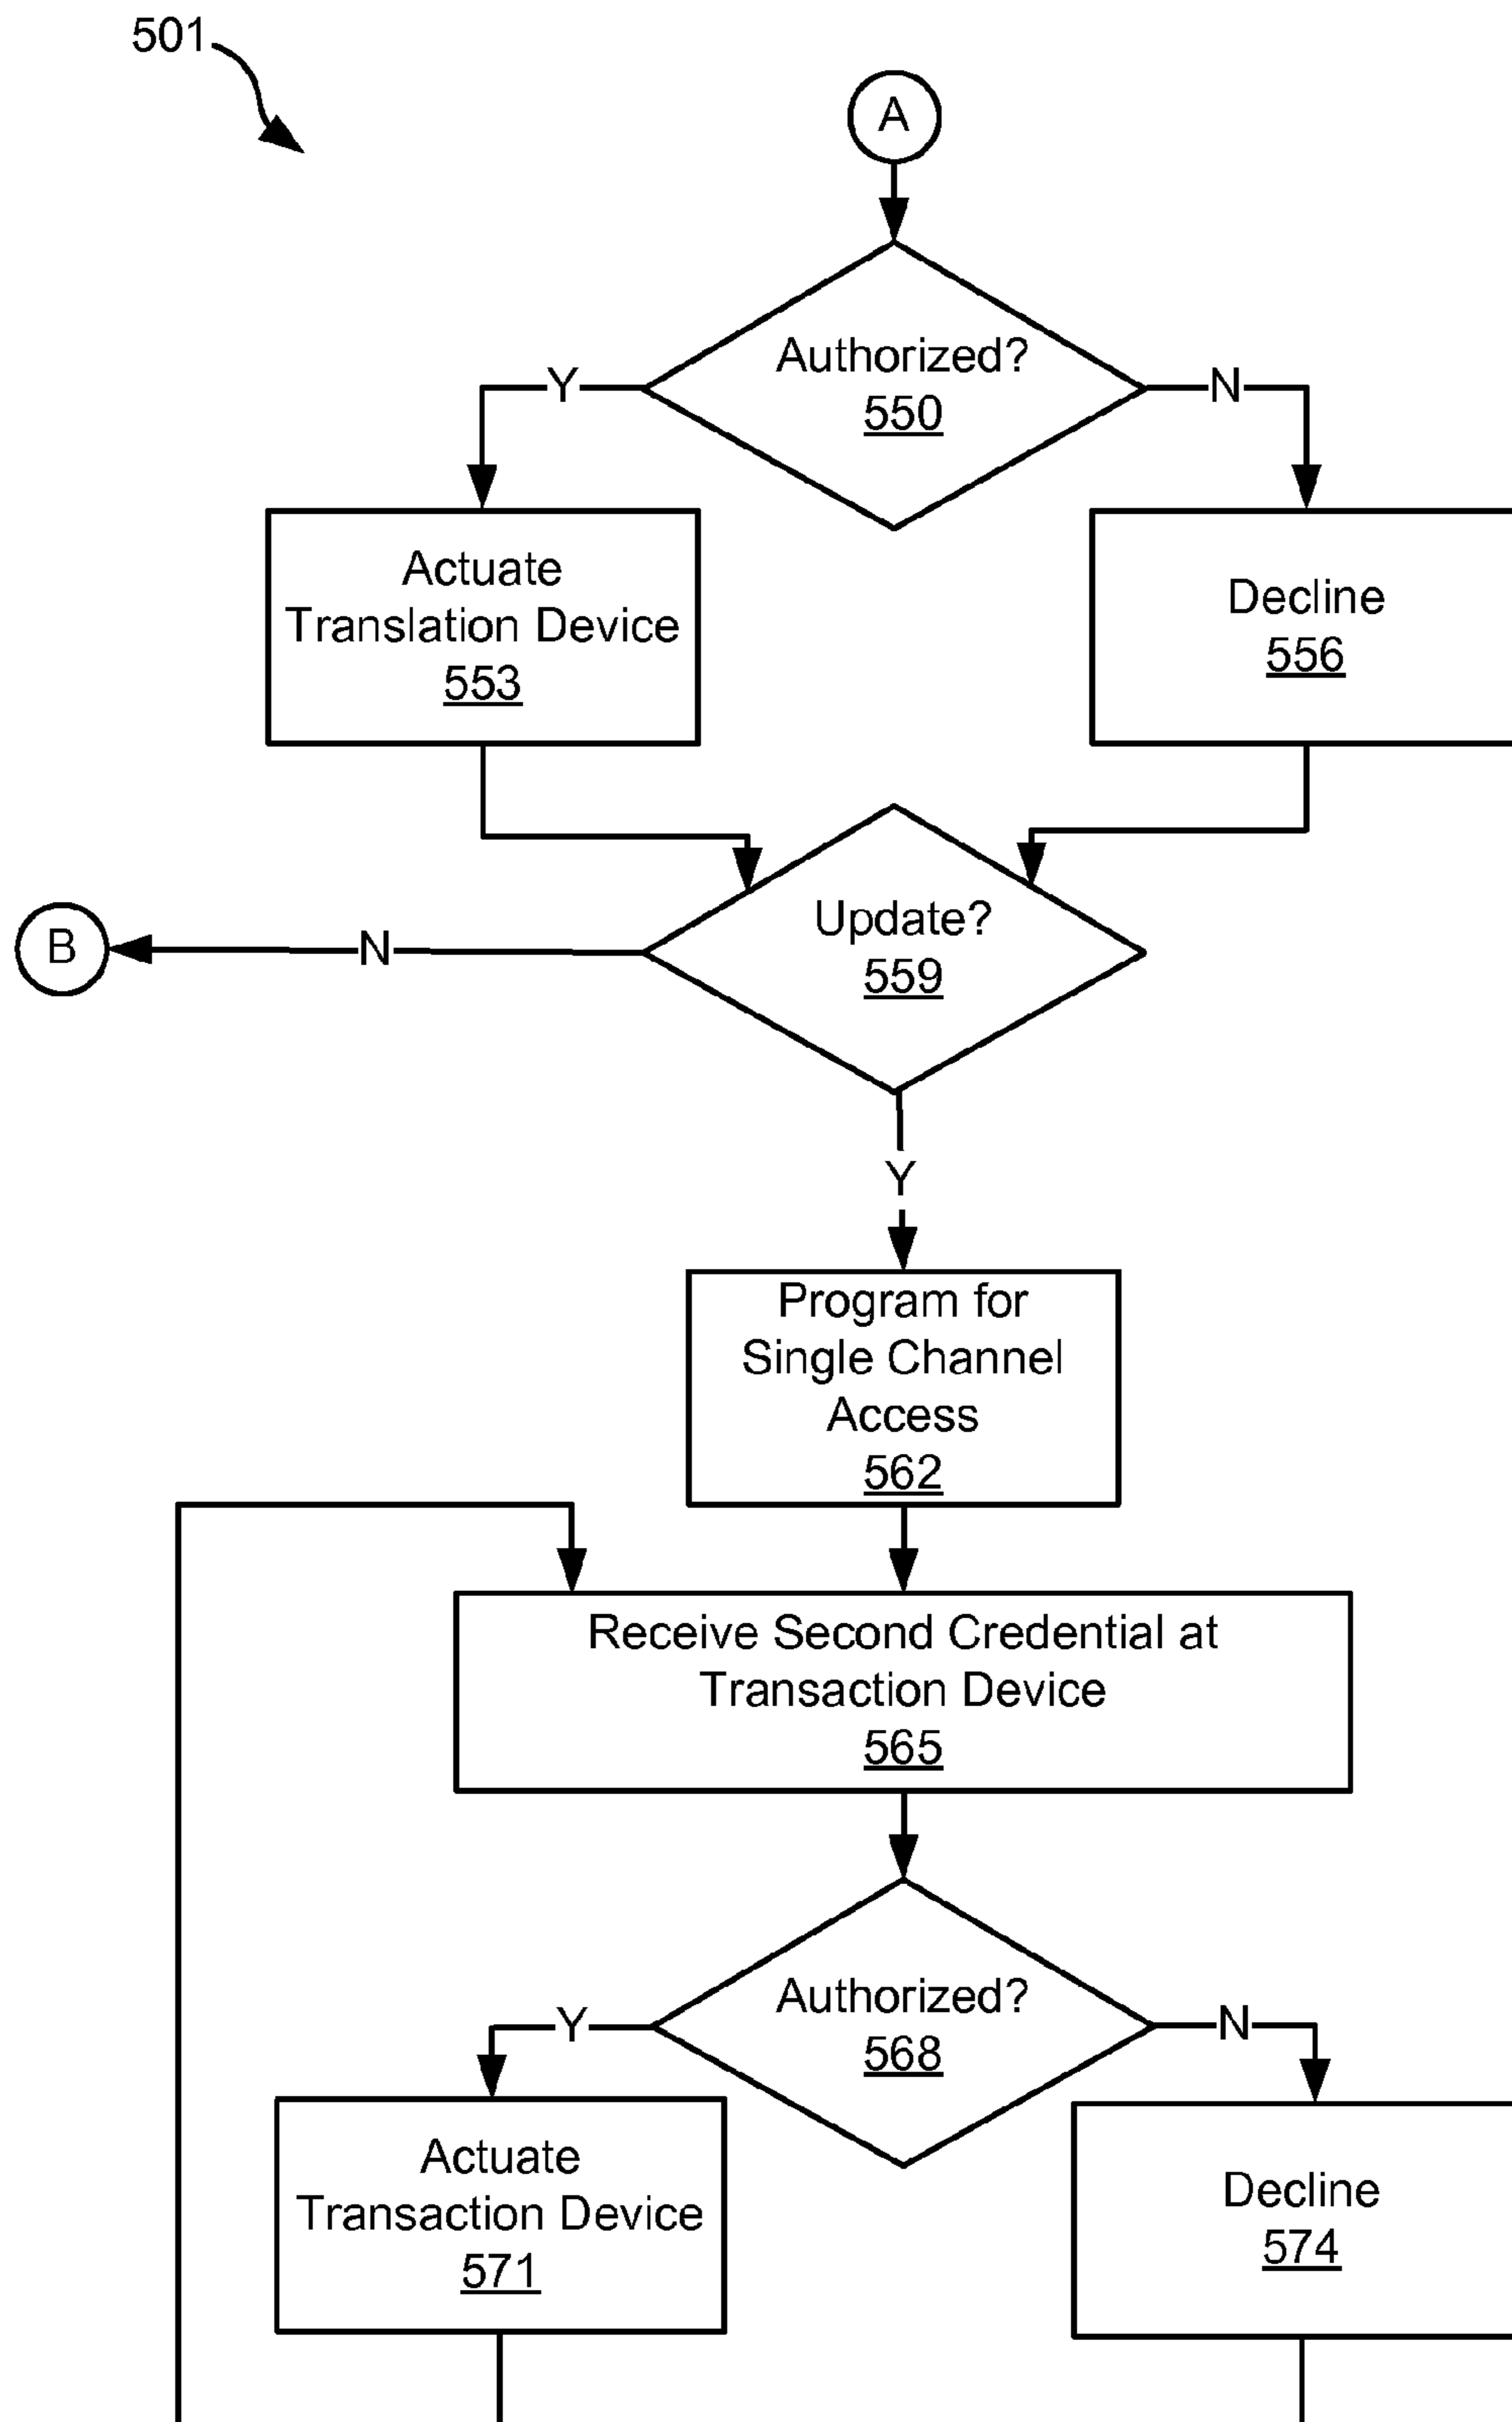 501
A
Authorized?
550
Y
N
Actuate
Translation Device
553
Decline
556
Update?
559
N
B
Y
Program for
Single Channel
Access
562
Receive Second Credential at
Transaction Device
565
Authorized?
568
Y
N
Actuate
Transaction Device
571
Decline
574